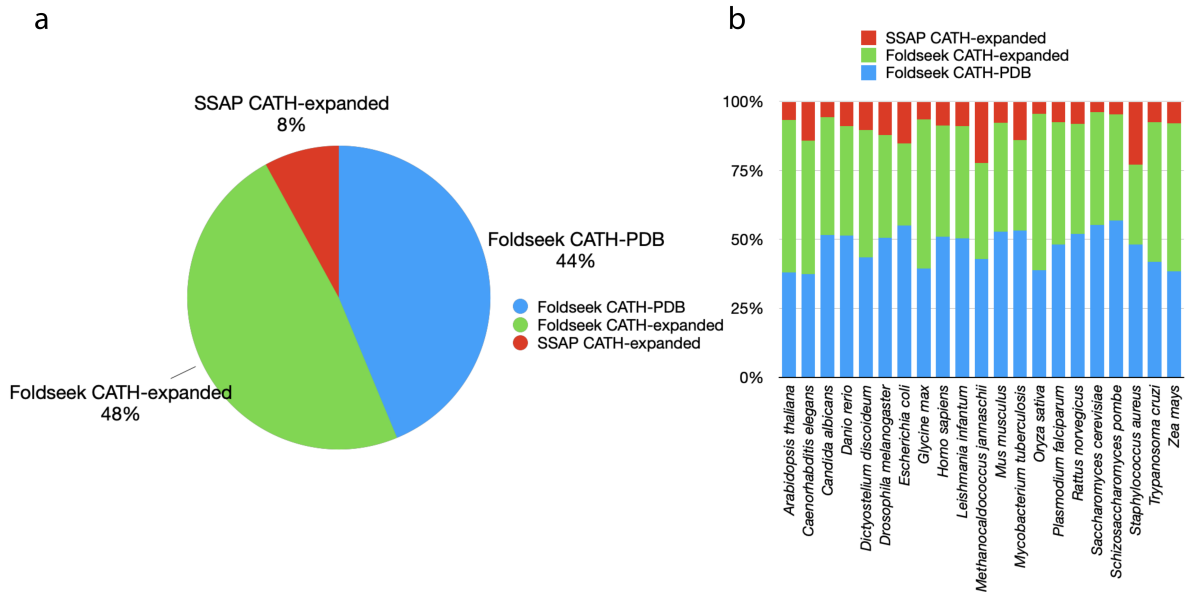 a
SSAP CATH-expanded
8%
Foldseek CATH-PDB
44%
Foldseek CATH-PDB
Foldseek CATH-expanded
SSAP CATH-expanded
Foldseek CATH-expanded
48%
b
SSAP CATH-expanded
Foldseek CATH-expanded
Foldseek CATH-PDB
100%
75%
50%
25%
0%
Arabidopsis thaliana
Caenorhabditis elegans
Candida albicans
Danio rerio
Dictyostelium discoideum
Drosophila melanogaster
Escherichia coli
Glycine max
Homo sapiens
Leishmania infantum
Methanocaldococcus jannaschii
Mus musculus
Mycobacterium tuberculosis
Oryza sativa
Plasmodium falciparum
Rattus norvegicus
Saccharomyces cerevisiae
Schizosaccharomyces pombe
Staphylococcus aureus
Trypanosoma cruzi
Zea mays